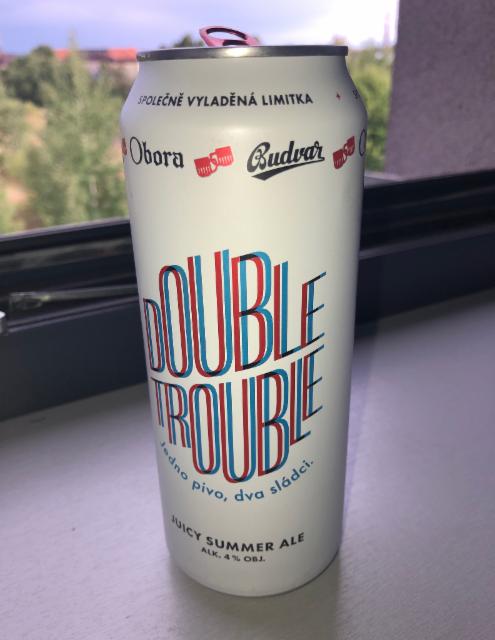 SPOLEČNĚ VYLADĚNÁ LIMITKA
Obora Budvar
DOUBLE
TROUBLE
Jedno pivo, dva sládci.
JUICY SUMMER ALE
ALK. 4 % OBJ.